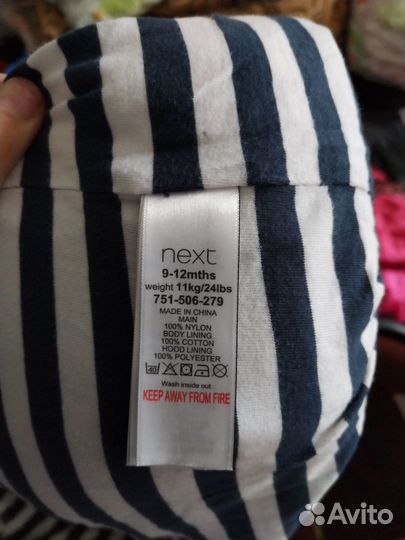 next
9-12mths
weight 11kg/24lbs
751-506-279
MADE IN CHINA
MAIN
100% NYLON
BODY LINING
100% COTTON
HOOD LINING
100% POLYESTER
40
Wash inside out
KEEP AWAY FROM FIRE
Avito